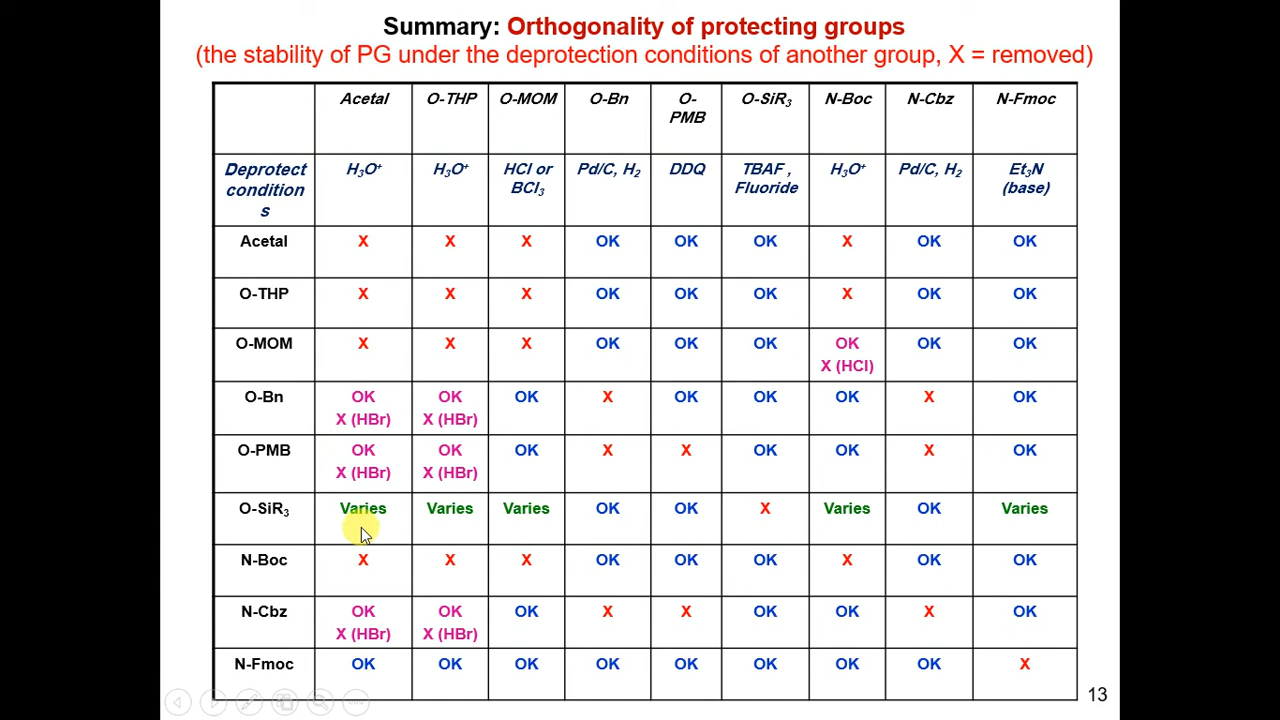 Summary: Orthogonality of protecting groups
(the stability of PG under the deprotection conditions of another group, X = removed)
Acetal O-THP O-MOM O-Bn O- O-SiR₃ N-Boc N-Cbz N-Fmoc
PMB
Deprotect H₃O⁺ H₃O⁺ HCl or Pd/C, H₂ DDQ TBAF , H₃O⁺ Pd/C, H₂ Et₃N
condition BCl₃ Fluoride (base)
s
Acetal X X X OK OK OK X OK OK
O-THP X X X OK OK OK X OK OK
O-MOM X X X OK OK OK OK OK OK
X (HCl)
O-Bn OK OK OK X OK OK OK X OK
X (HBr) X (HBr)
O-PMB OK OK OK X X OK OK X OK
X (HBr) X (HBr)
O-SiR₃ Varies Varies Varies OK OK X Varies OK Varies
N-Boc X X X OK OK OK X OK OK
N-Cbz OK OK OK X X OK OK X OK
X (HBr) X (HBr)
N-Fmoc OK OK OK OK OK OK OK OK X
13